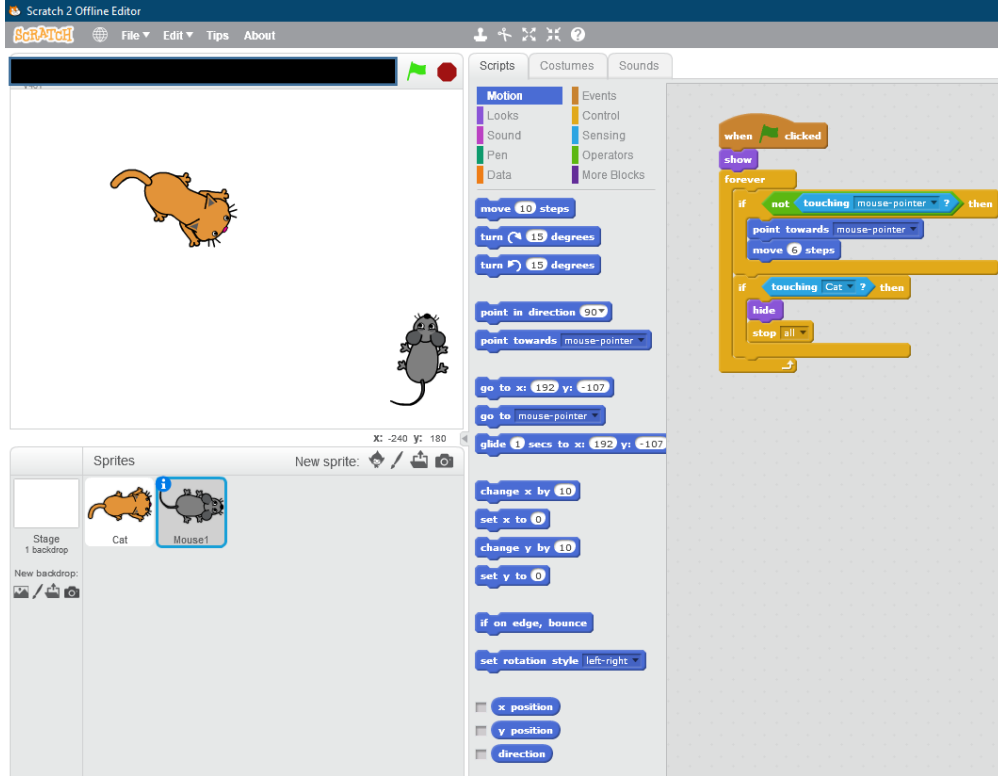 Scratch 2 Offline Editor
SCRATCH File Edit Tips About
Scripts Costumes Sounds
Motion Events
Looks Control
Sound Sensing
Pen Operators
Data More Blocks
move 10 steps
turn 15 degrees
turn 15 degrees
point in direction 90
point towards mouse-pointer
go to x: 192 y: -107
go to mouse-pointer
glide 1 secs to x: 192 y: -107
change x by 10
set x to 0
change y by 10
set y to 0
if on edge, bounce
set rotation style left-right
x position
y position
direction
when clicked
show
forever
if not touching mouse-pointer ? then
point towards mouse-pointer
move 6 steps
if touching Cat ? then
hide
stop all
X: -240 Y: 180
Sprites New sprite:
Stage
1 backdrop
New backdrop:
Cat
Mouse1